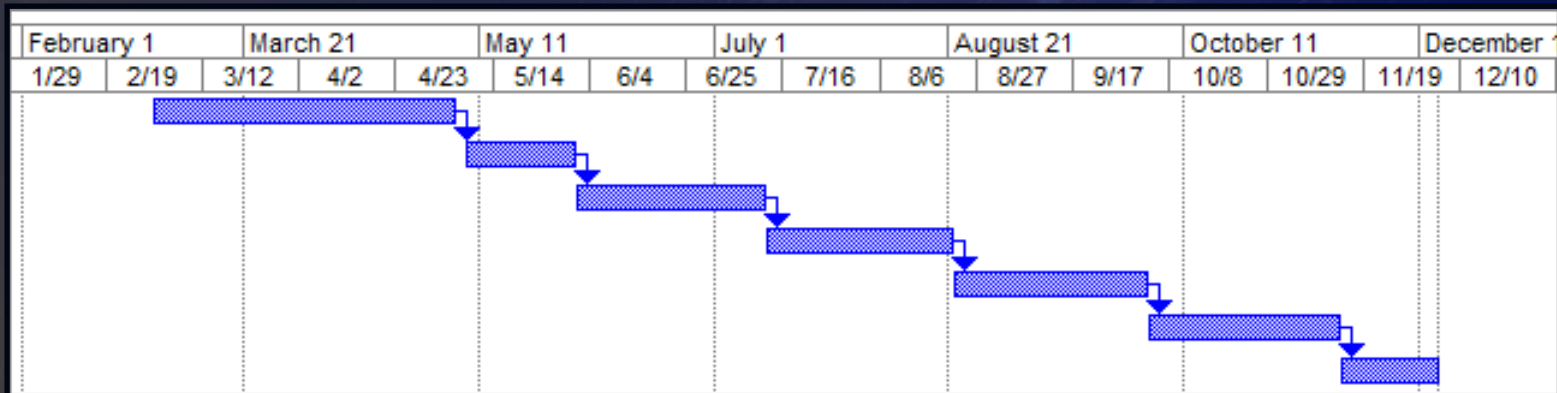 February 1 March 21 May 11 July 1 August 21 October 11 December
1/29 2/19 3/12 4/2 4/23 5/14 6/4 6/25 7/16 8/6 8/27 9/17 10/8 10/29 11/19 12/10